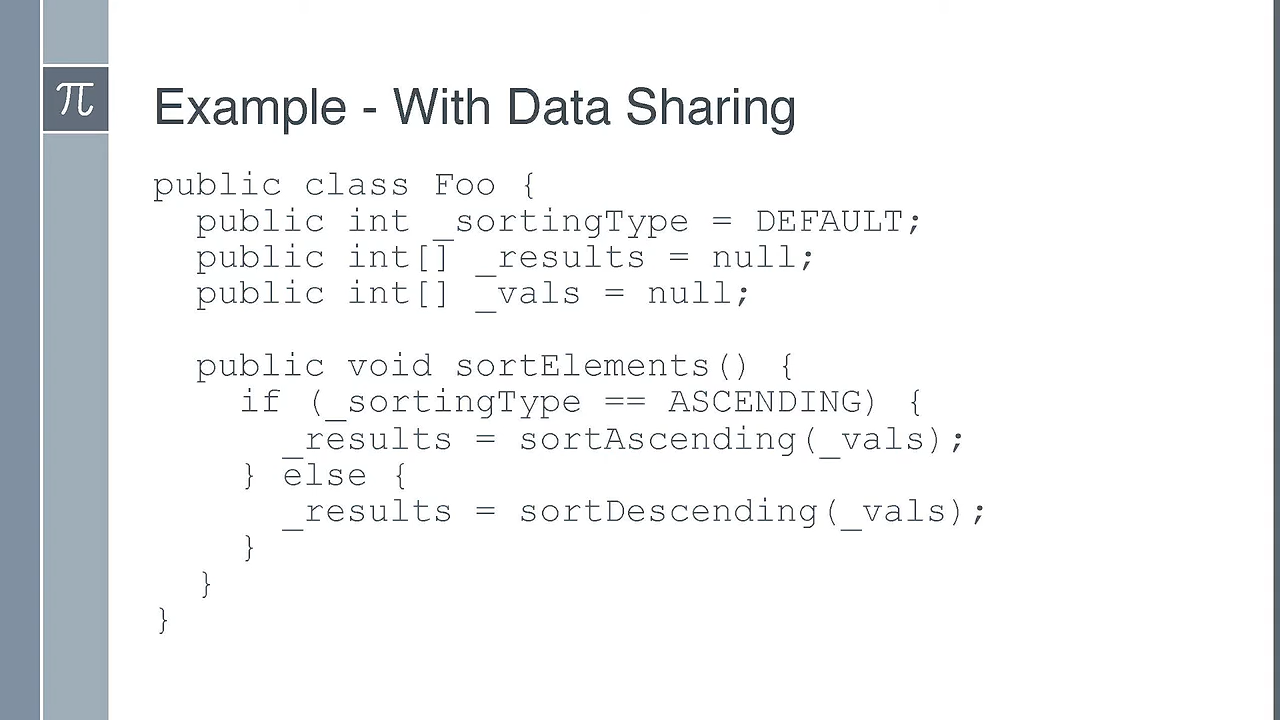 π
Example - With Data Sharing
public class Foo {
  public int _sortingType = DEFAULT;
  public int[] _results = null;
  public int[] _vals = null;

  public void sortElements() {
    if (_sortingType == ASCENDING) {
      _results = sortAscending(_vals);
    } else {
      _results = sortDescending(_vals);
    }
  }
}